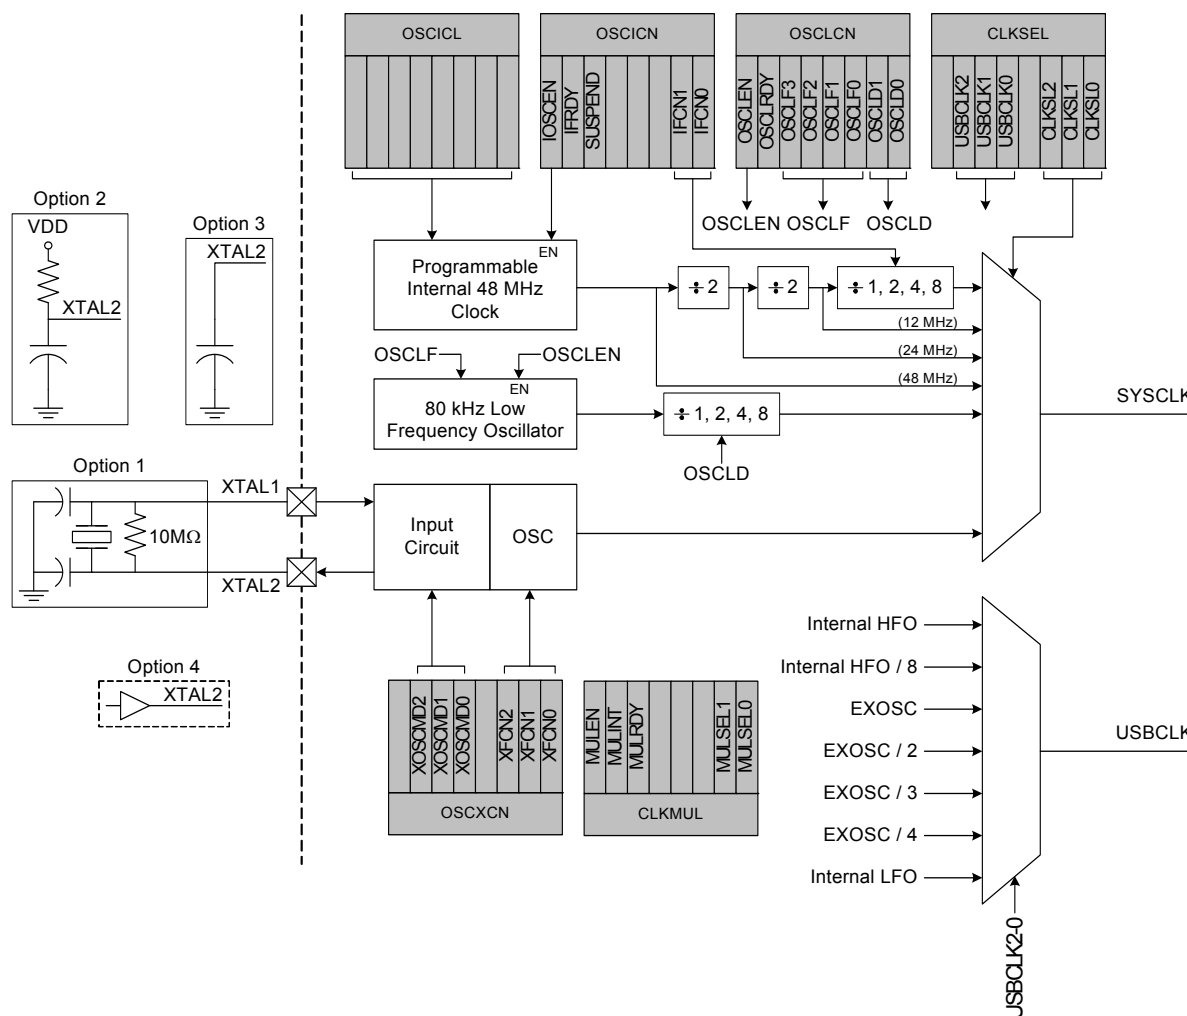 OSCICL
OSCICN
OSCLCN
CLKSEL
IOSCEN
IFRDY
SUSPEND
IFCN1
IFCN0
OSCLEN
OSCLRDY
OSCLF3
OSCLF2
OSCLF1
OSCLF0
OSCLD1
OSCLD0
USBCLK2
USBCLK1
USBCLK0
CLKSL2
CLKSL1
CLKSL0
Option 2
VDD
XTAL2
Option 3
XTAL2
OSCLEN OSCLF OSCLD
EN
Programmable
Internal 48 MHz
Clock
÷ 2
÷ 2
÷ 1, 2, 4, 8
(12 MHz)
(24 MHz)
(48 MHz)
OSCLF
OSCLEN
EN
80 kHz Low
Frequency Oscillator
÷ 1, 2, 4, 8
OSCLD
SYSCLK
Option 1
10MΩ
XTAL1
XTAL2
Input
Circuit
OSC
Option 4
XTAL2
XOSCMD2
XOSCMD1
XOSCMD0
XFCN2
XFCN1
XFCN0
OSCXCN
MULEN
MULINT
MULRDY
MULSEL1
MULSEL0
CLKMUL
Internal HFO
Internal HFO / 8
EXOSC
EXOSC / 2
EXOSC / 3
EXOSC / 4
Internal LFO
USBCLK
USBCLK2-0